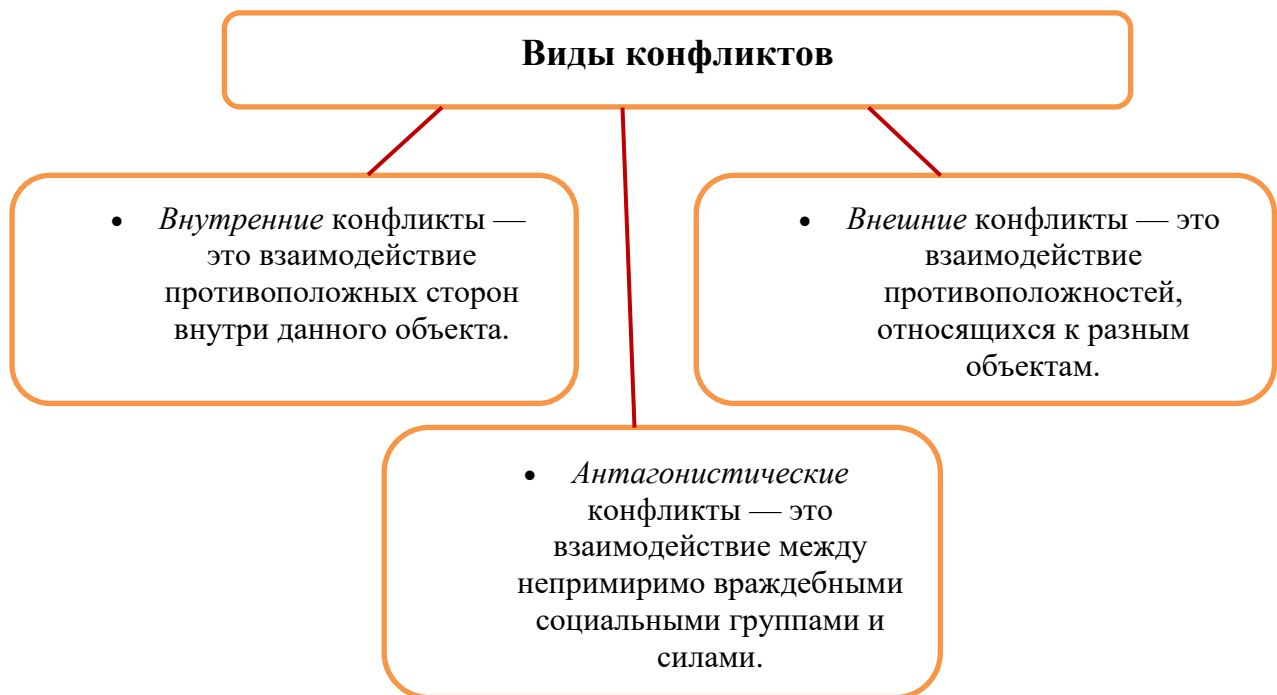 Виды конфликтов
• Внутренние конфликты —
это взаимодействие
противоположных сторон
внутри данного объекта.
• Внешние конфликты — это
взаимодействие
противоположностей,
относящихся к разным
объектам.
• Антагонистические
конфликты — это
взаимодействие между
непримиримо враждебными
социальными группами и
силами.